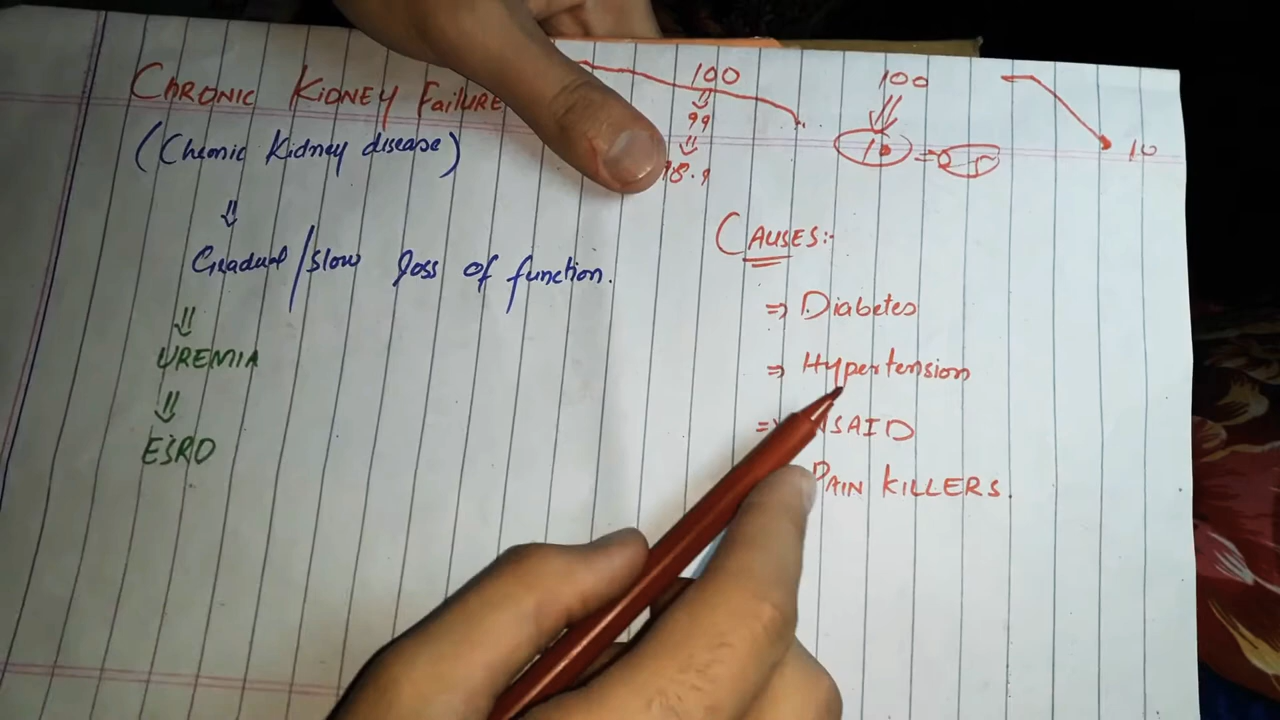 CHRONIC KIDNEY FAILURE
(Chronic Kidney disease)
⇓
Gradual/slow loss of function.
⇓
UREMIA
⇓
ESRD
100
⇓
99
⇓
98.9
100
10
10
CAUSES:-
⇒ Diabetes
⇒ Hypertension
⇒ NSAID
PAIN KILLERS.